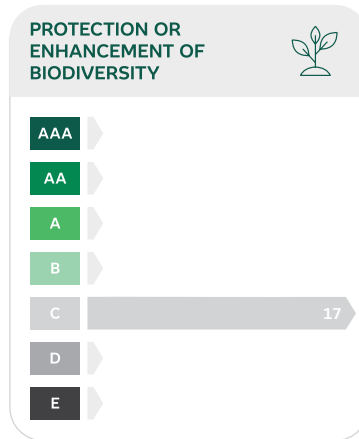 PROTECTION OR
ENHANCEMENT OF
BIODIVERSITY
AAA
AA
A
B
C 17
D
E